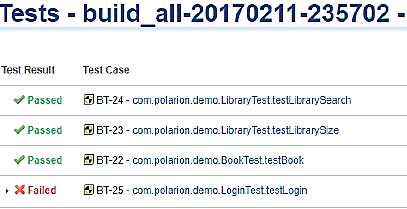 Tests - build_all-20170211-235702 -
Test Result Test Case
Passed BT-24 - com.polarion.demo.LibraryTest.testLibrarySearch
Passed BT-23 - com.polarion.demo.LibraryTest.testLibrarySize
Passed BT-22 - com.polarion.demo.BookTest.testBook
Failed BT-25 - com.polarion.demo.LoginTest.testLogin